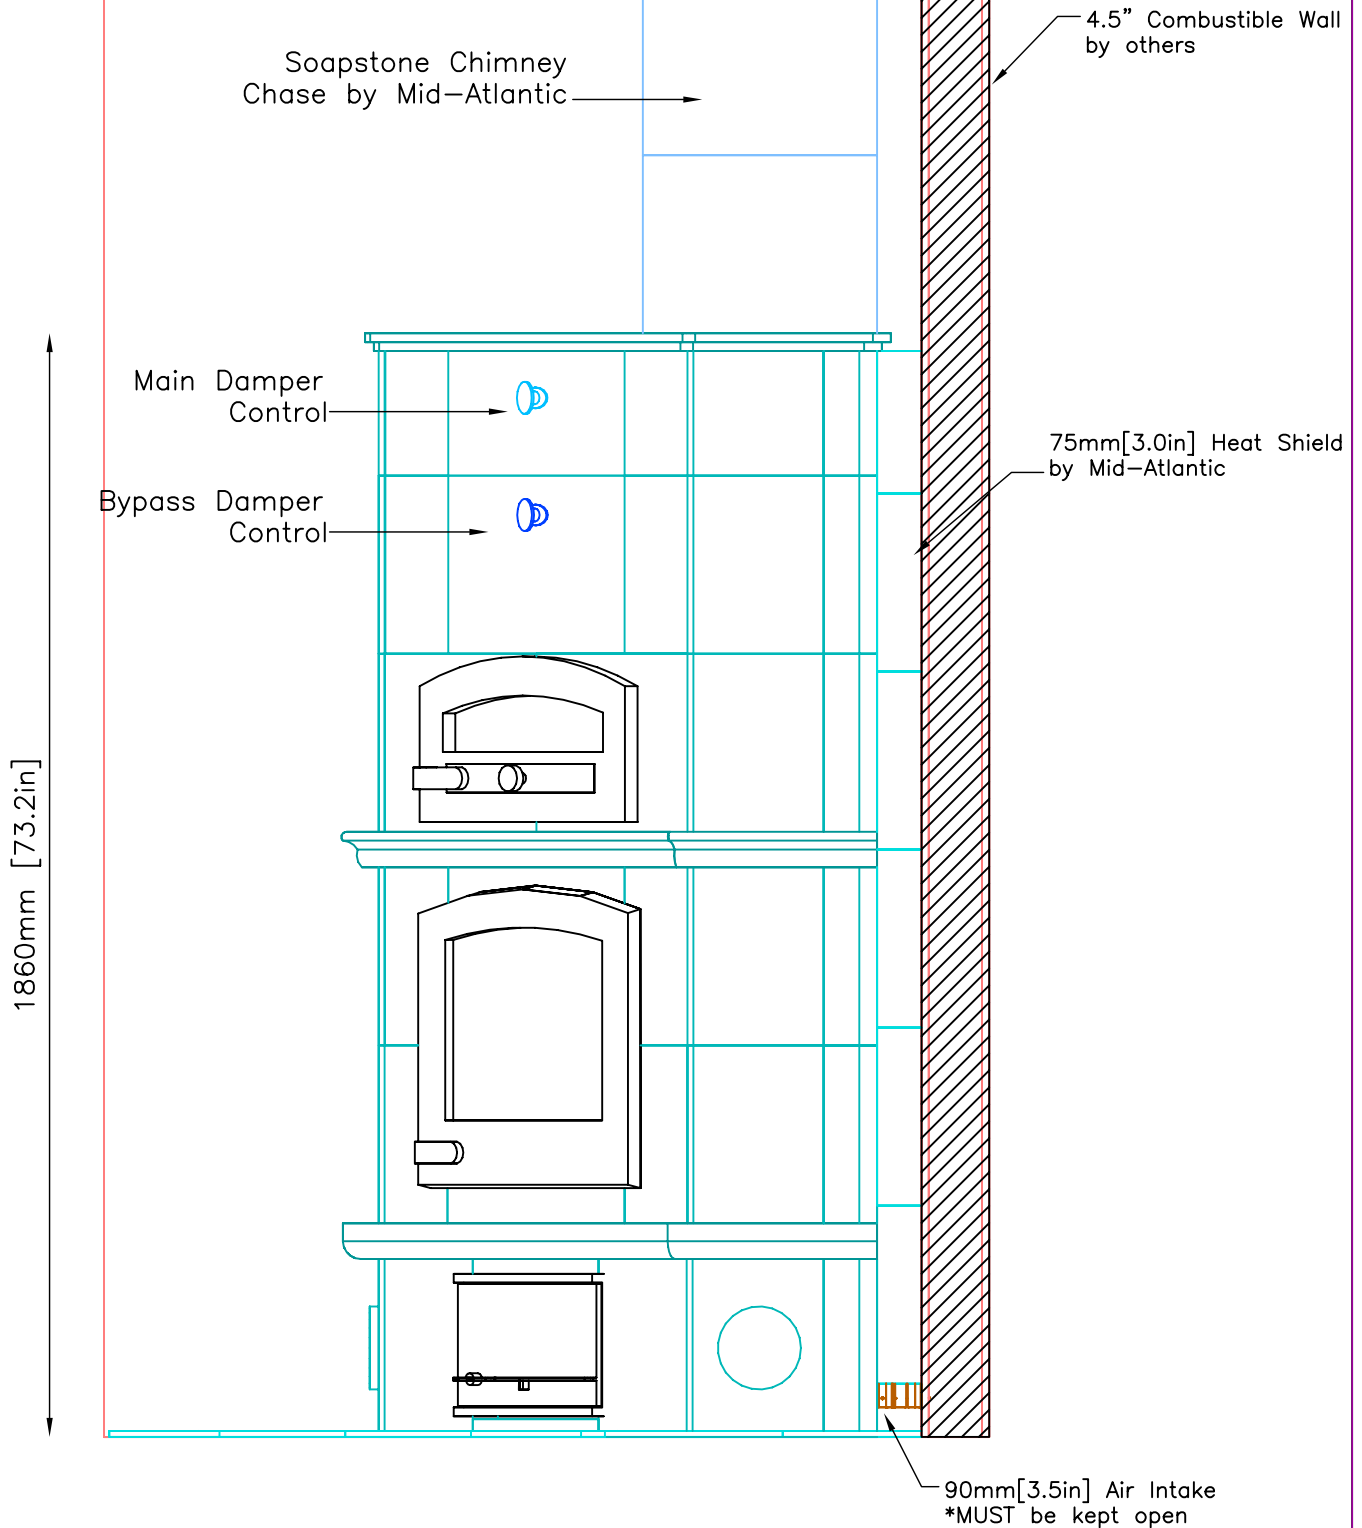 4.5” Combustible Wall
by others
Soapstone Chimney
Chase by Mid-Atlantic
Main Damper
Control
75mm[3.0in] Heat Shield
by Mid-Atlantic
Bypass Damper
Control
1860mm [73.2in]
90mm[3.5in] Air Intake
*MUST be kept open